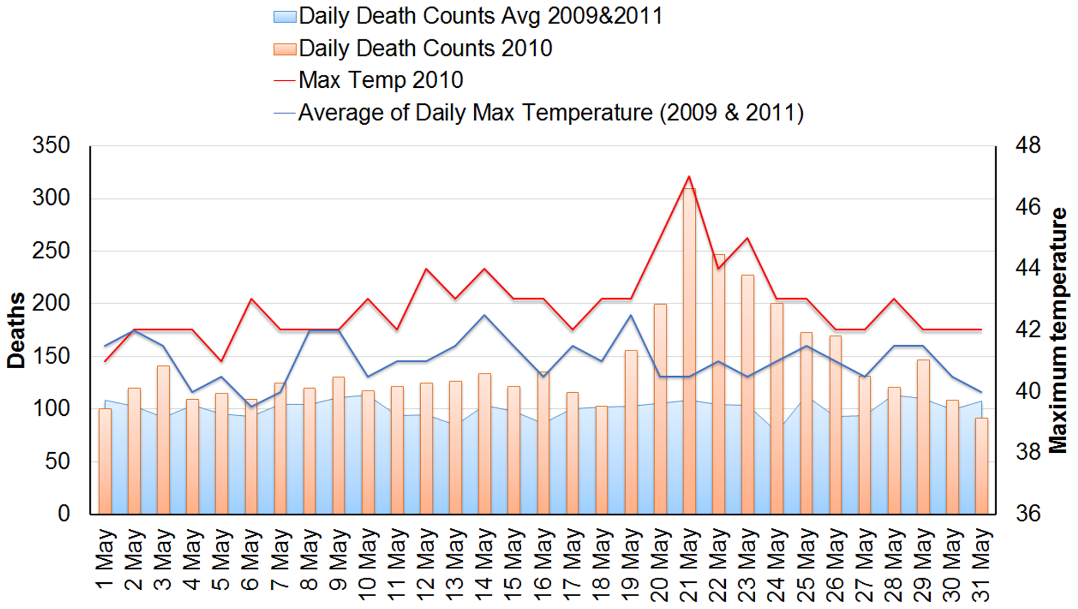 Daily Death Counts Avg 2009&2011
Daily Death Counts 2010
Max Temp 2010
Average of Daily Max Temperature (2009 & 2011)
350
300
250
200
150
100
50
0
Deaths
48
46
44
42
40
38
36
Maximum temperature
1 May
2 May
3 May
4 May
5 May
6 May
7 May
8 May
9 May
10 May
11 May
12 May
13 May
14 May
15 May
16 May
17 May
18 May
19 May
20 May
21 May
22 May
23 May
24 May
25 May
26 May
27 May
28 May
29 May
30 May
31 May